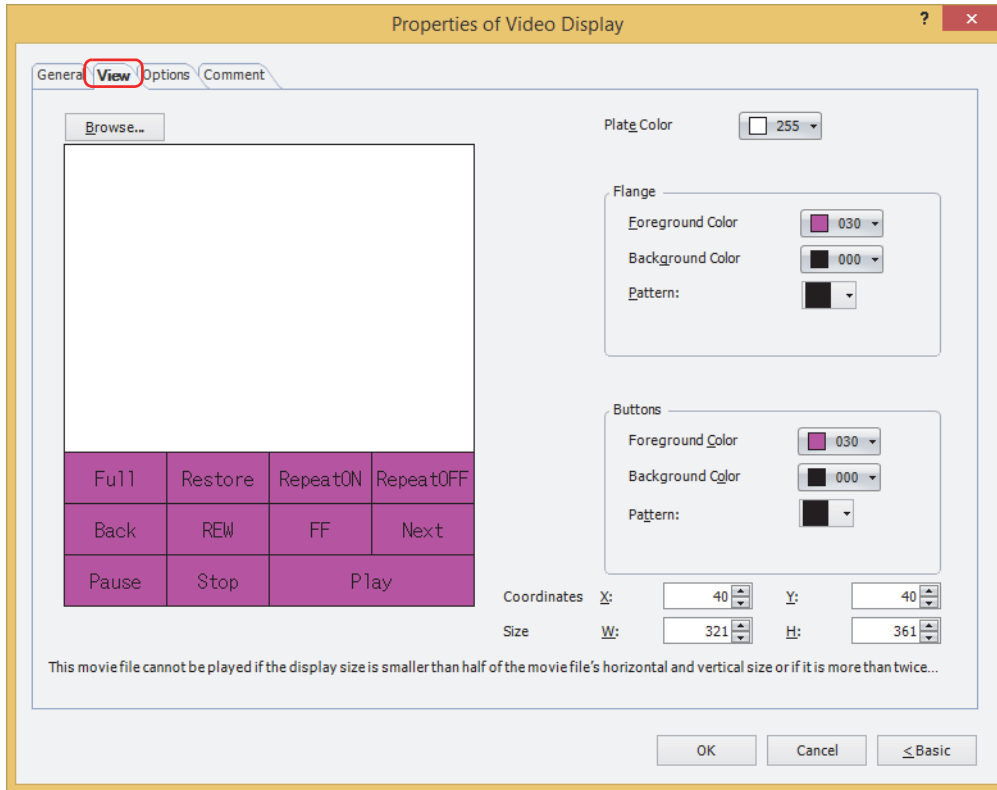 Properties of Video Display
?
General View Options Comment
Browse...
Plate Color 255
Flange
Foreground Color 030
Background Color 000
Pattern:
Buttons
Foreground Color 030
Background Color 000
Pattern:
Full Restore RepeatON RepeatOFF
Back REW FF Next
Pause Stop Play
Coordinates X: 40 Y: 40
Size W: 321 H: 361
This movie file cannot be played if the display size is smaller than half of the movie file's horizontal and vertical size or if it is more than twice...
OK Cancel < Basic